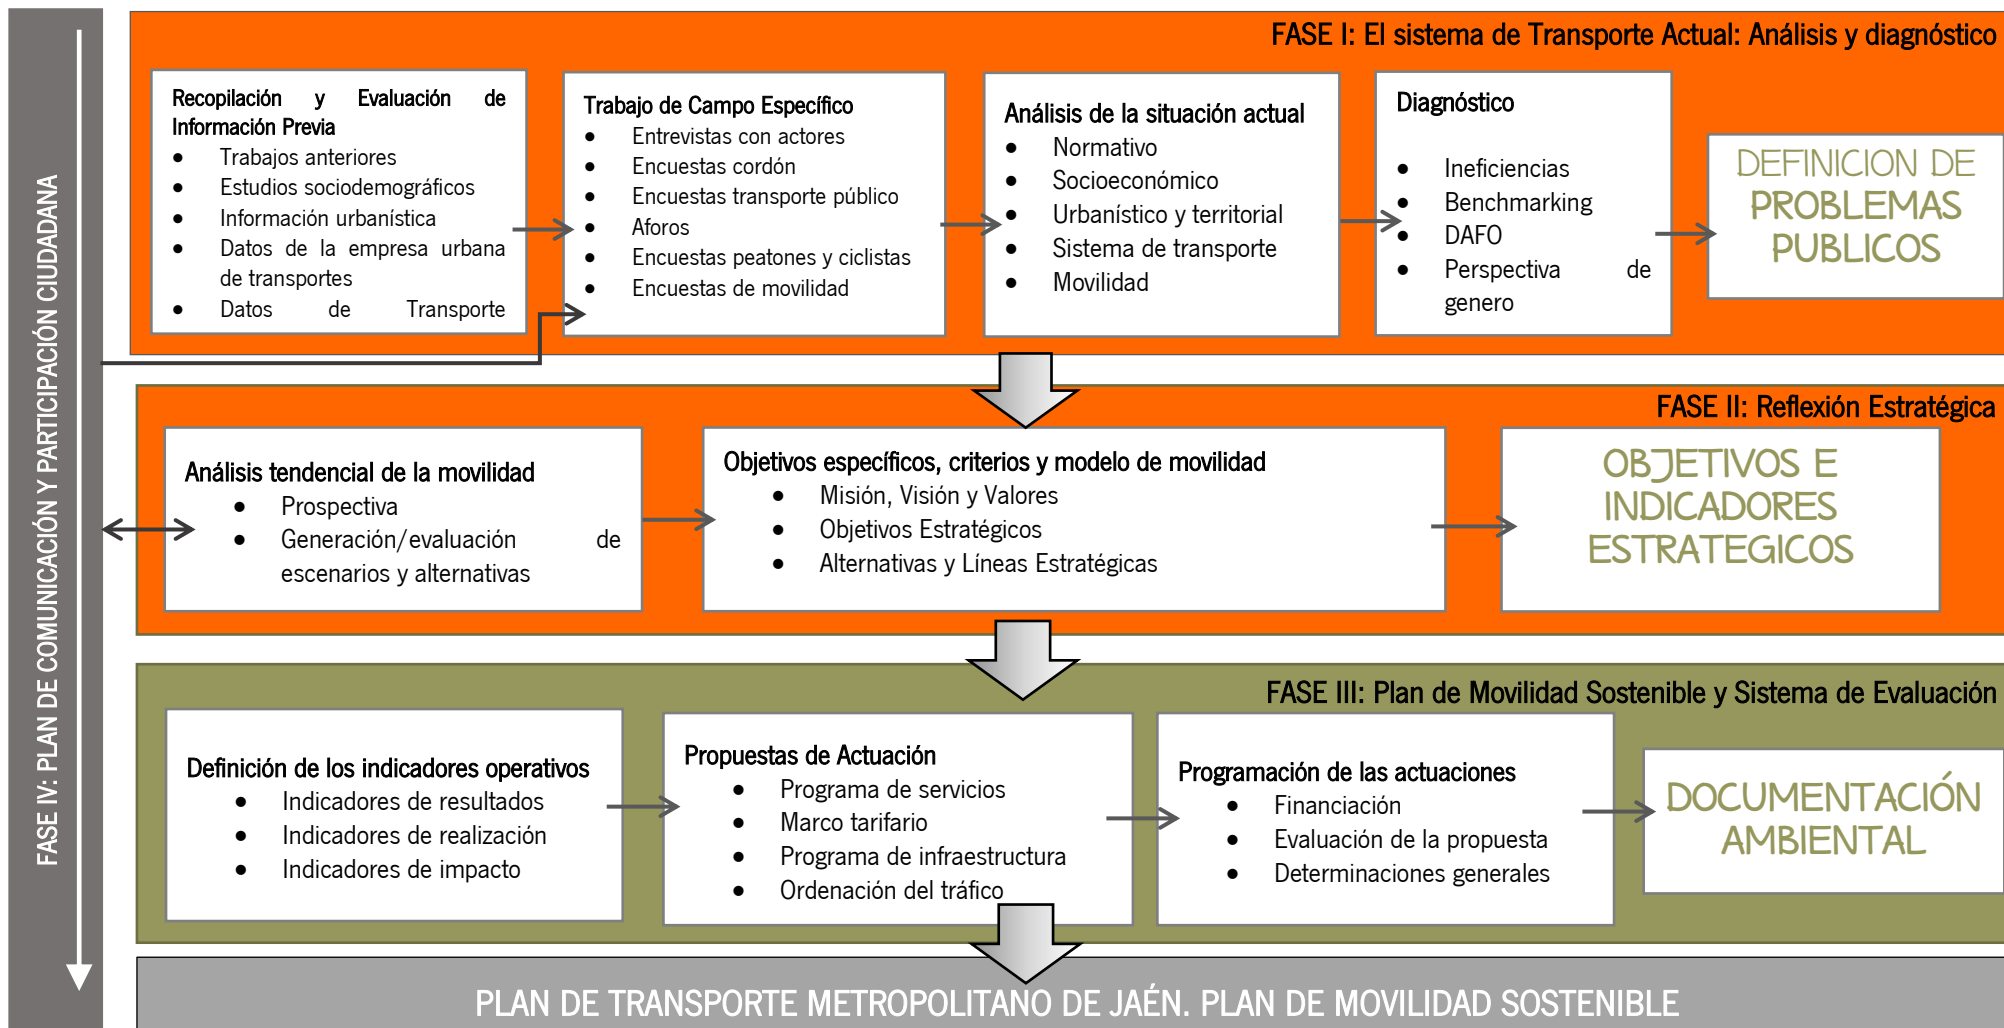 FASE IV: PLAN DE COMUNICACIÓN Y PARTICIPACIÓN CIUDADANA
FASE I: El sistema de Transporte Actual: Análisis y diagnóstico
Recopilación y Evaluación de
Información Previa
● Trabajos anteriores
● Estudios sociodemográficos
● Información urbanística
● Datos de la empresa urbana
de transportes
● Datos de Transporte
Trabajo de Campo Específico
● Entrevistas con actores
● Encuestas cordón
● Encuestas transporte público
● Aforos
● Encuestas peatones y ciclistas
● Encuestas de movilidad
Análisis de la situación actual
● Normativo
● Socioeconómico
● Urbanístico y territorial
● Sistema de transporte
● Movilidad
Diagnóstico
● Ineficiencias
● Benchmarking
● DAFO
● Perspectiva de
genero
DEFINICION DE
PROBLEMAS
PUBLICOS
FASE II: Reflexión Estratégica
Análisis tendencial de la movilidad
● Prospectiva
● Generación/evaluación de
escenarios y alternativas
Objetivos específicos, criterios y modelo de movilidad
● Misión, Visión y Valores
● Objetivos Estratégicos
● Alternativas y Líneas Estratégicas
OBJETIVOS E
INDICADORES
ESTRATEGICOS
FASE III: Plan de Movilidad Sostenible y Sistema de Evaluación
Definición de los indicadores operativos
● Indicadores de resultados
● Indicadores de realización
● Indicadores de impacto
Propuestas de Actuación
● Programa de servicios
● Marco tarifario
● Programa de infraestructura
● Ordenación del tráfico
Programación de las actuaciones
● Financiación
● Evaluación de la propuesta
● Determinaciones generales
DOCUMENTACIÓN
AMBIENTAL
PLAN DE TRANSPORTE METROPOLITANO DE JAÉN. PLAN DE MOVILIDAD SOSTENIBLE